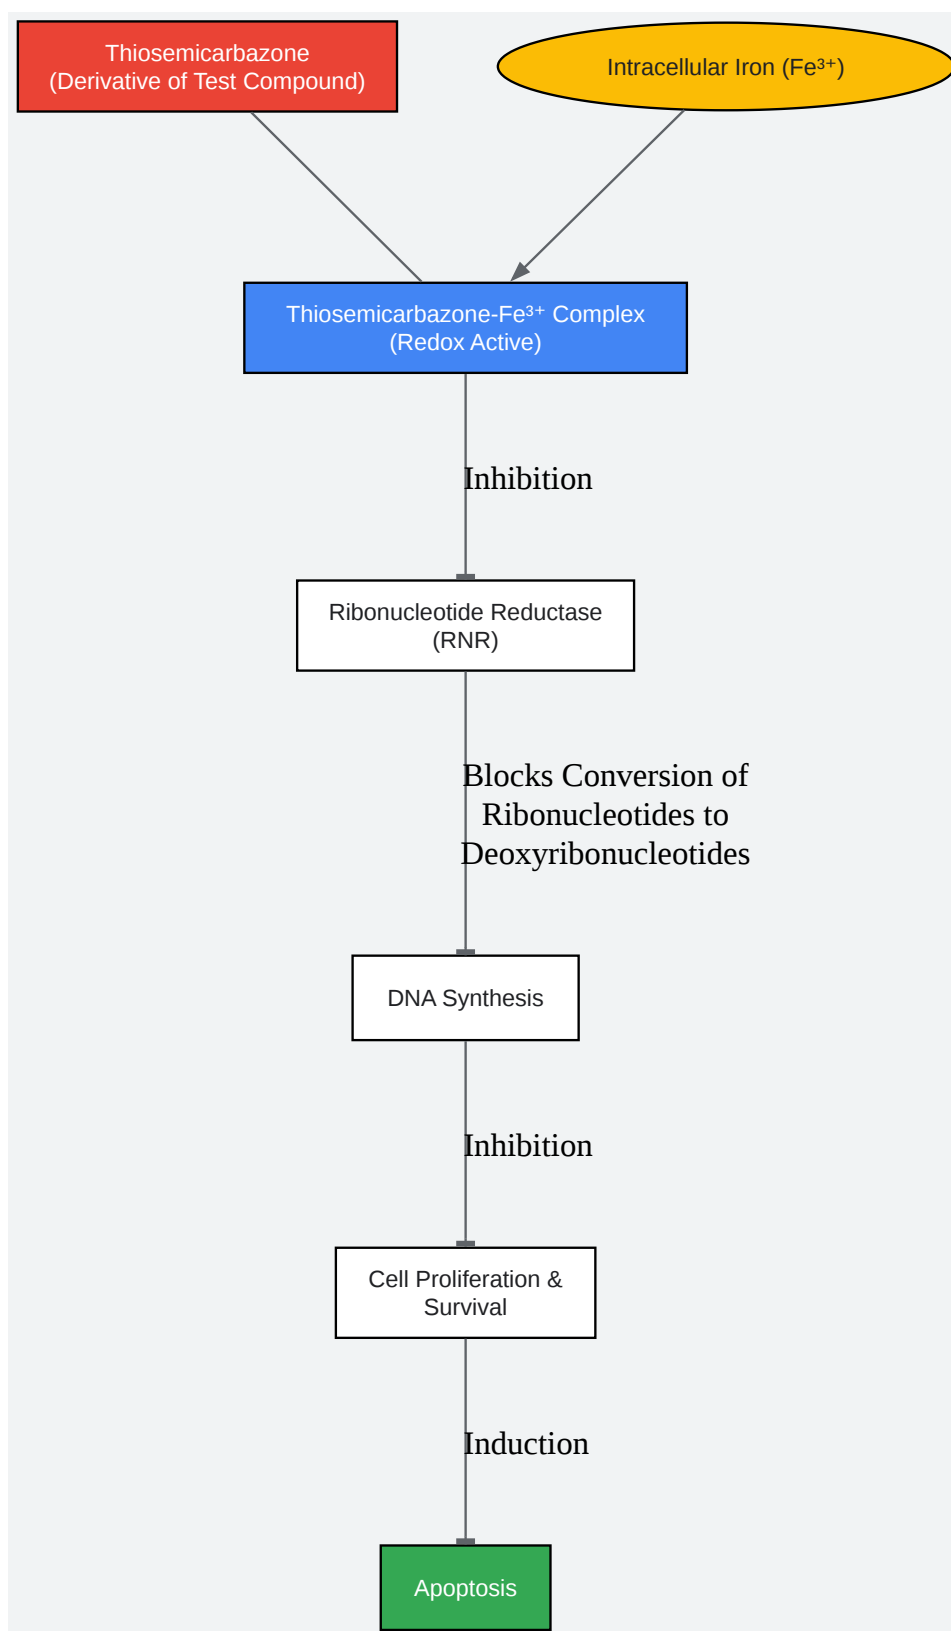 Thiosemicarbazone
(Derivative of Test Compound)
Intracellular Iron (Fe³⁺)
Thiosemicarbazone-Fe³⁺ Complex
(Redox Active)
Inhibition
Ribonucleotide Reductase
(RNR)
Blocks Conversion of
Ribonucleotides to
Deoxyribonucleotides
DNA Synthesis
Inhibition
Cell Proliferation &
Survival
Induction
Apoptosis